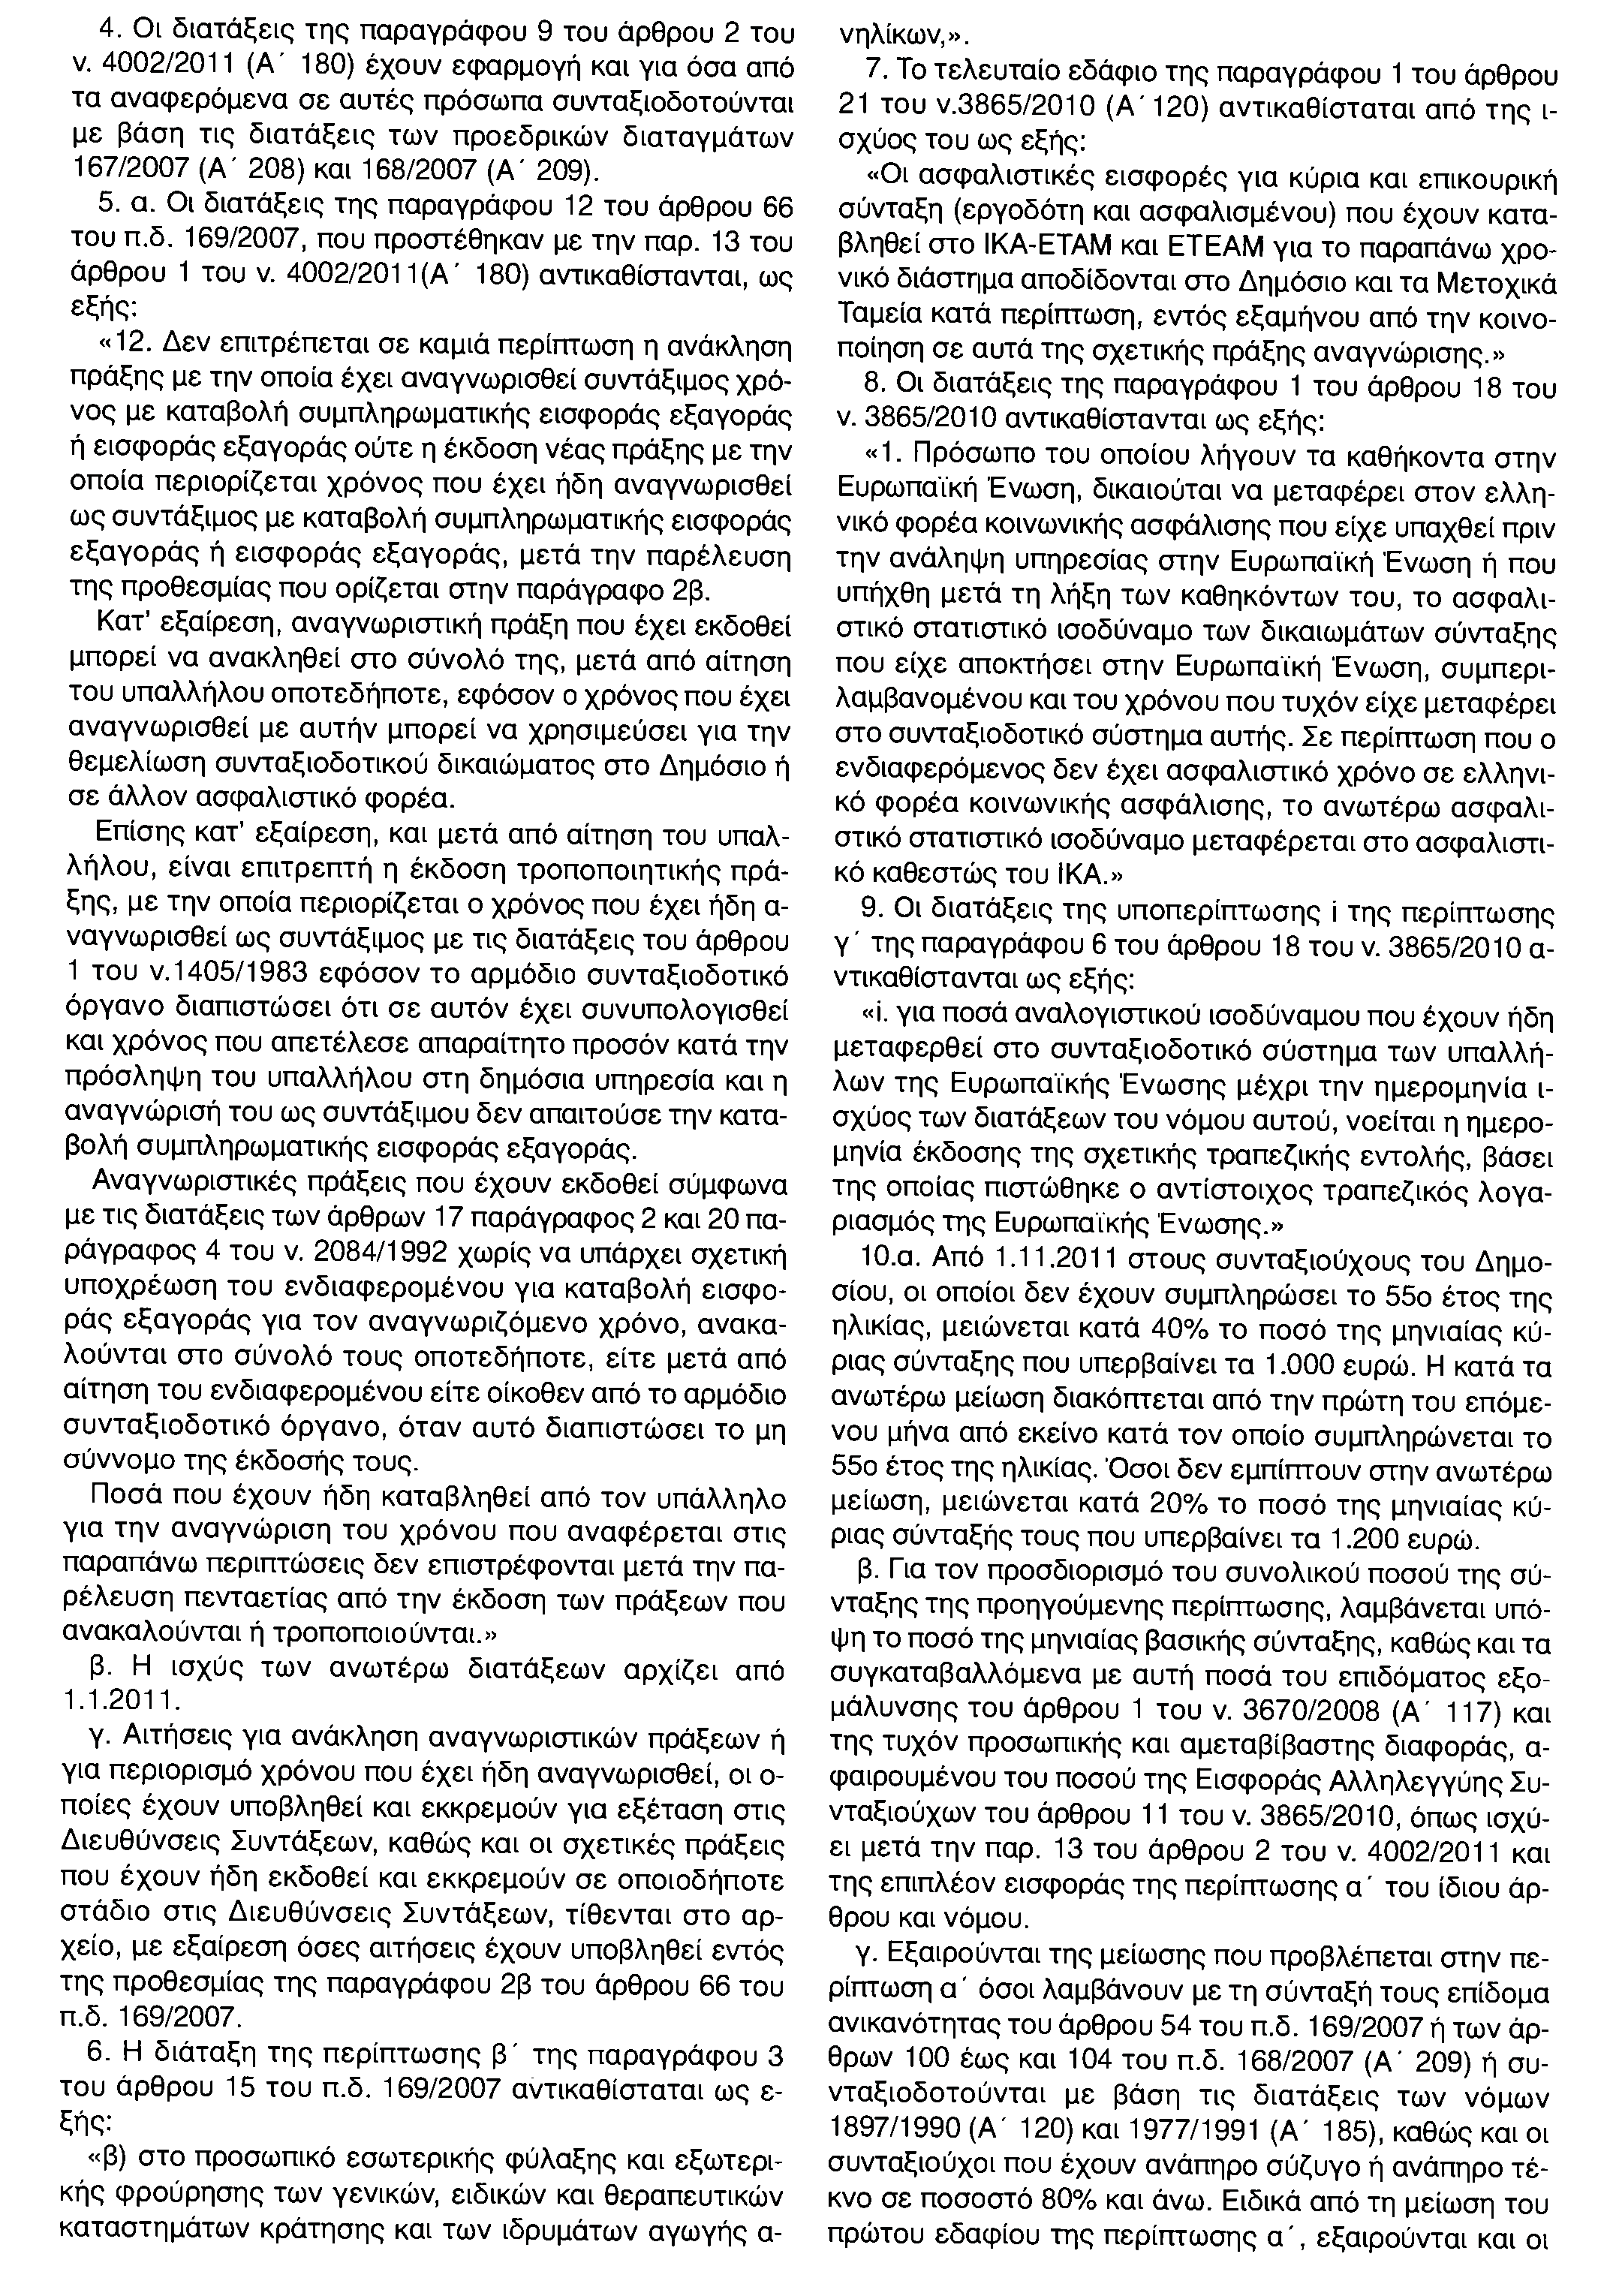 4. Οι διατάξεις της παραγράφου 9 του άρθρου 2 του
ν. 4002/2011 (Α΄ 180) έχουν εφαρμογή και για όσα από
τα αναφερόμενα σε αυτές πρόσωπα συνταξιοδοτούνται
με βάση τις διατάξεις των προεδρικών διαταγμάτων
167/2007 (Α΄ 208) και 168/2007 (Α΄ 209).
5. α. Οι διατάξεις της παραγράφου 12 του άρθρου 66
του π.δ. 169/2007, που προστέθηκαν με την παρ. 13 του
άρθρου 1 του ν. 4002/2011(Α΄ 180) αντικαθίστανται, ως
εξής:
«12. Δεν επιτρέπεται σε καμιά περίπτωση η ανάκληση
πράξης με την οποία έχει αναγνωρισθεί συντάξιμος χρό-
νος με καταβολή συμπληρωματικής εισφοράς εξαγοράς
ή εισφοράς εξαγοράς ούτε η έκδοση νέας πράξης με την
οποία περιορίζεται χρόνος που έχει ήδη αναγνωρισθεί
ως συντάξιμος με καταβολή συμπληρωματικής εισφοράς
εξαγοράς ή εισφοράς εξαγοράς, μετά την παρέλευση
της προθεσμίας που ορίζεται στην παράγραφο 2β.
Κατ’ εξαίρεση, αναγνωριστική πράξη που έχει εκδοθεί
μπορεί να ανακληθεί στο σύνολό της, μετά από αίτηση
του υπαλλήλου οποτεδήποτε, εφόσον ο χρόνος που έχει
αναγνωρισθεί με αυτήν μπορεί να χρησιμεύσει για την
θεμελίωση συνταξιοδοτικού δικαιώματος στο Δημόσιο ή
σε άλλον ασφαλιστικό φορέα.
Επίσης κατ’ εξαίρεση, και μετά από αίτηση του υπαλ-
λήλου, είναι επιτρεπτή η έκδοση τροποποιητικής πρά-
ξης, με την οποία περιορίζεται ο χρόνος που έχει ήδη α-
ναγνωρισθεί ως συντάξιμος με τις διατάξεις του άρθρου
1 του ν.1405/1983 εφόσον το αρμόδιο συνταξιοδοτικό
όργανο διαπιστώσει ότι σε αυτόν έχει συνυπολογισθεί
και χρόνος που απετέλεσε απαραίτητο προσόν κατά την
πρόσληψη του υπαλλήλου στη δημόσια υπηρεσία και η
αναγνώρισή του ως συντάξιμου δεν απαιτούσε την κατα-
βολή συμπληρωματικής εισφοράς εξαγοράς.
Αναγνωριστικές πράξεις που έχουν εκδοθεί σύμφωνα
με τις διατάξεις των άρθρων 17 παράγραφος 2 και 20 πα-
ράγραφος 4 του ν. 2084/1992 χωρίς να υπάρχει σχετική
υποχρέωση του ενδιαφερομένου για καταβολή εισφο-
ράς εξαγοράς για τον αναγνωριζόμενο χρόνο, ανακα-
λούνται στο σύνολό τους οποτεδήποτε, είτε μετά από
αίτηση του ενδιαφερομένου είτε οίκοθεν από το αρμόδιο
συνταξιοδοτικό όργανο, όταν αυτό διαπιστώσει το μη
σύννομο της έκδοσής τους.
Ποσά που έχουν ήδη καταβληθεί από τον υπάλληλο
για την αναγνώριση του χρόνου που αναφέρεται στις
παραπάνω περιπτώσεις δεν επιστρέφονται μετά την πα-
ρέλευση πενταετίας από την έκδοση των πράξεων που
ανακαλούνται ή τροποποιούνται.»
β. Η ισχύς των ανωτέρω διατάξεων αρχίζει από
1.1.2011.
γ. Αιτήσεις για ανάκληση αναγνωριστικών πράξεων ή
για περιορισμό χρόνου που έχει ήδη αναγνωρισθεί, οι ο-
ποίες έχουν υποβληθεί και εκκρεμούν για εξέταση στις
Διευθύνσεις Συντάξεων, καθώς και οι σχετικές πράξεις
που έχουν ήδη εκδοθεί και εκκρεμούν σε οποιοδήποτε
στάδιο στις Διευθύνσεις Συντάξεων, τίθενται στο αρ-
χείο, με εξαίρεση όσες αιτήσεις έχουν υποβληθεί εντός
της προθεσμίας της παραγράφου 2β του άρθρου 66 του
π.δ. 169/2007.
6. Η διάταξη της περίπτωσης β΄ της παραγράφου 3
του άρθρου 15 του π.δ. 169/2007 αντικαθίσταται ως ε-
ξής:
«β) στο προσωπικό εσωτερικής φύλαξης και εξωτερι-
κής φρούρησης των γενικών, ειδικών και θεραπευτικών
καταστημάτων κράτησης και των ιδρυμάτων αγωγής α-
νηλίκων,».
7. Το τελευταίο εδάφιο της παραγράφου 1 του άρθρου
21 του ν.3865/2010 (Α΄ 120) αντικαθίσταται από της ι-
σχύος του ως εξής:
«Οι ασφαλιστικές εισφορές για κύρια και επικουρική
σύνταξη (εργοδότη και ασφαλισμένου) που έχουν κατα-
βληθεί στο ΙΚΑ-ΕΤΑΜ και ΕΤΕΑΜ για το παραπάνω χρο-
νικό διάστημα αποδίδονται στο Δημόσιο και τα Μετοχικά
Ταμεία κατά περίπτωση, εντός εξαμήνου από την κοινο-
ποίηση σε αυτά της σχετικής πράξης αναγνώρισης.»
8. Οι διατάξεις της παραγράφου 1 του άρθρου 18 του
ν. 3865/2010 αντικαθίστανται ως εξής:
«1. Πρόσωπο του οποίου λήγουν τα καθήκοντα στην
Ευρωπαϊκή Ένωση, δικαιούται να μεταφέρει στον ελλη-
νικό φορέα κοινωνικής ασφάλισης που είχε υπαχθεί πριν
την ανάληψη υπηρεσίας στην Ευρωπαϊκή Ένωση ή που
υπήχθη μετά τη λήξη των καθηκόντων του, το ασφαλι-
στικό στατιστικό ισοδύναμο των δικαιωμάτων σύνταξης
που είχε αποκτήσει στην Ευρωπαϊκή Ένωση, συμπερι-
λαμβανομένου και του χρόνου που τυχόν είχε μεταφέρει
στο συνταξιοδοτικό σύστημα αυτής. Σε περίπτωση που ο
ενδιαφερόμενος δεν έχει ασφαλιστικό χρόνο σε ελληνι-
κό φορέα κοινωνικής ασφάλισης, το ανωτέρω ασφαλι-
στικό στατιστικό ισοδύναμο μεταφέρεται στο ασφαλιστι-
κό καθεστώς του ΙΚΑ.»
9. Οι διατάξεις της υποπερίπτωσης i της περίπτωσης
γ΄ της παραγράφου 6 του άρθρου 18 του ν. 3865/2010 α-
ντικαθίστανται ως εξής:
«i. για ποσά αναλογιστικού ισοδύναμου που έχουν ήδη
μεταφερθεί στο συνταξιοδοτικό σύστημα των υπαλλή-
λων της Ευρωπαϊκής Ένωσης μέχρι την ημερομηνία ι-
σχύος των διατάξεων του νόμου αυτού, νοείται η ημερο-
μηνία έκδοσης της σχετικής τραπεζικής εντολής, βάσει
της οποίας πιστώθηκε ο αντίστοιχος τραπεζικός λογα-
ριασμός της Ευρωπαϊκής Ένωσης.»
10.α. Από 1.11.2011 στους συνταξιούχους του Δημο-
σίου, οι οποίοι δεν έχουν συμπληρώσει το 55ο έτος της
ηλικίας, μειώνεται κατά 40% το ποσό της μηνιαίας κύ-
ριας σύνταξης που υπερβαίνει τα 1.000 ευρώ. Η κατά τα
ανωτέρω μείωση διακόπτεται από την πρώτη του επόμε-
νου μήνα από εκείνο κατά τον οποίο συμπληρώνεται το
55ο έτος της ηλικίας. Όσοι δεν εμπίπτουν στην ανωτέρω
μείωση, μειώνεται κατά 20% το ποσό της μηνιαίας κύ-
ριας σύνταξής τους που υπερβαίνει τα 1.200 ευρώ.
β. Για τον προσδιορισμό του συνολικού ποσού της σύ-
νταξης της προηγούμενης περίπτωσης, λαμβάνεται υπό-
ψη το ποσό της μηνιαίας βασικής σύνταξης, καθώς και τα
συγκαταβαλλόμενα με αυτή ποσά του επιδόματος εξο-
μάλυνσης του άρθρου 1 του ν. 3670/2008 (Α΄ 117) και
της τυχόν προσωπικής και αμεταβίβαστης διαφοράς, α-
φαιρουμένου του ποσού της Εισφοράς Αλληλεγγύης Συ-
νταξιούχων του άρθρου 11 του ν. 3865/2010, όπως ισχύ-
ει μετά την παρ. 13 του άρθρου 2 του ν. 4002/2011 και
της επιπλέον εισφοράς της περίπτωσης α΄ του ίδιου άρ-
θρου και νόμου.
γ. Εξαιρούνται της μείωσης που προβλέπεται στην πε-
ρίπτωση α΄ όσοι λαμβάνουν με τη σύνταξή τους επίδομα
ανικανότητας του άρθρου 54 του π.δ. 169/2007 ή των άρ-
θρων 100 έως και 104 του π.δ. 168/2007 (Α΄ 209) ή συ-
νταξιοδοτούνται με βάση τις διατάξεις των νόμων
1897/1990 (Α΄ 120) και 1977/1991 (Α΄ 185), καθώς και οι
συνταξιούχοι που έχουν ανάπηρο σύζυγο ή ανάπηρο τέ-
κνο σε ποσοστό 80% και άνω. Ειδικά από τη μείωση του
πρώτου εδαφίου της περίπτωσης α΄, εξαιρούνται και οι